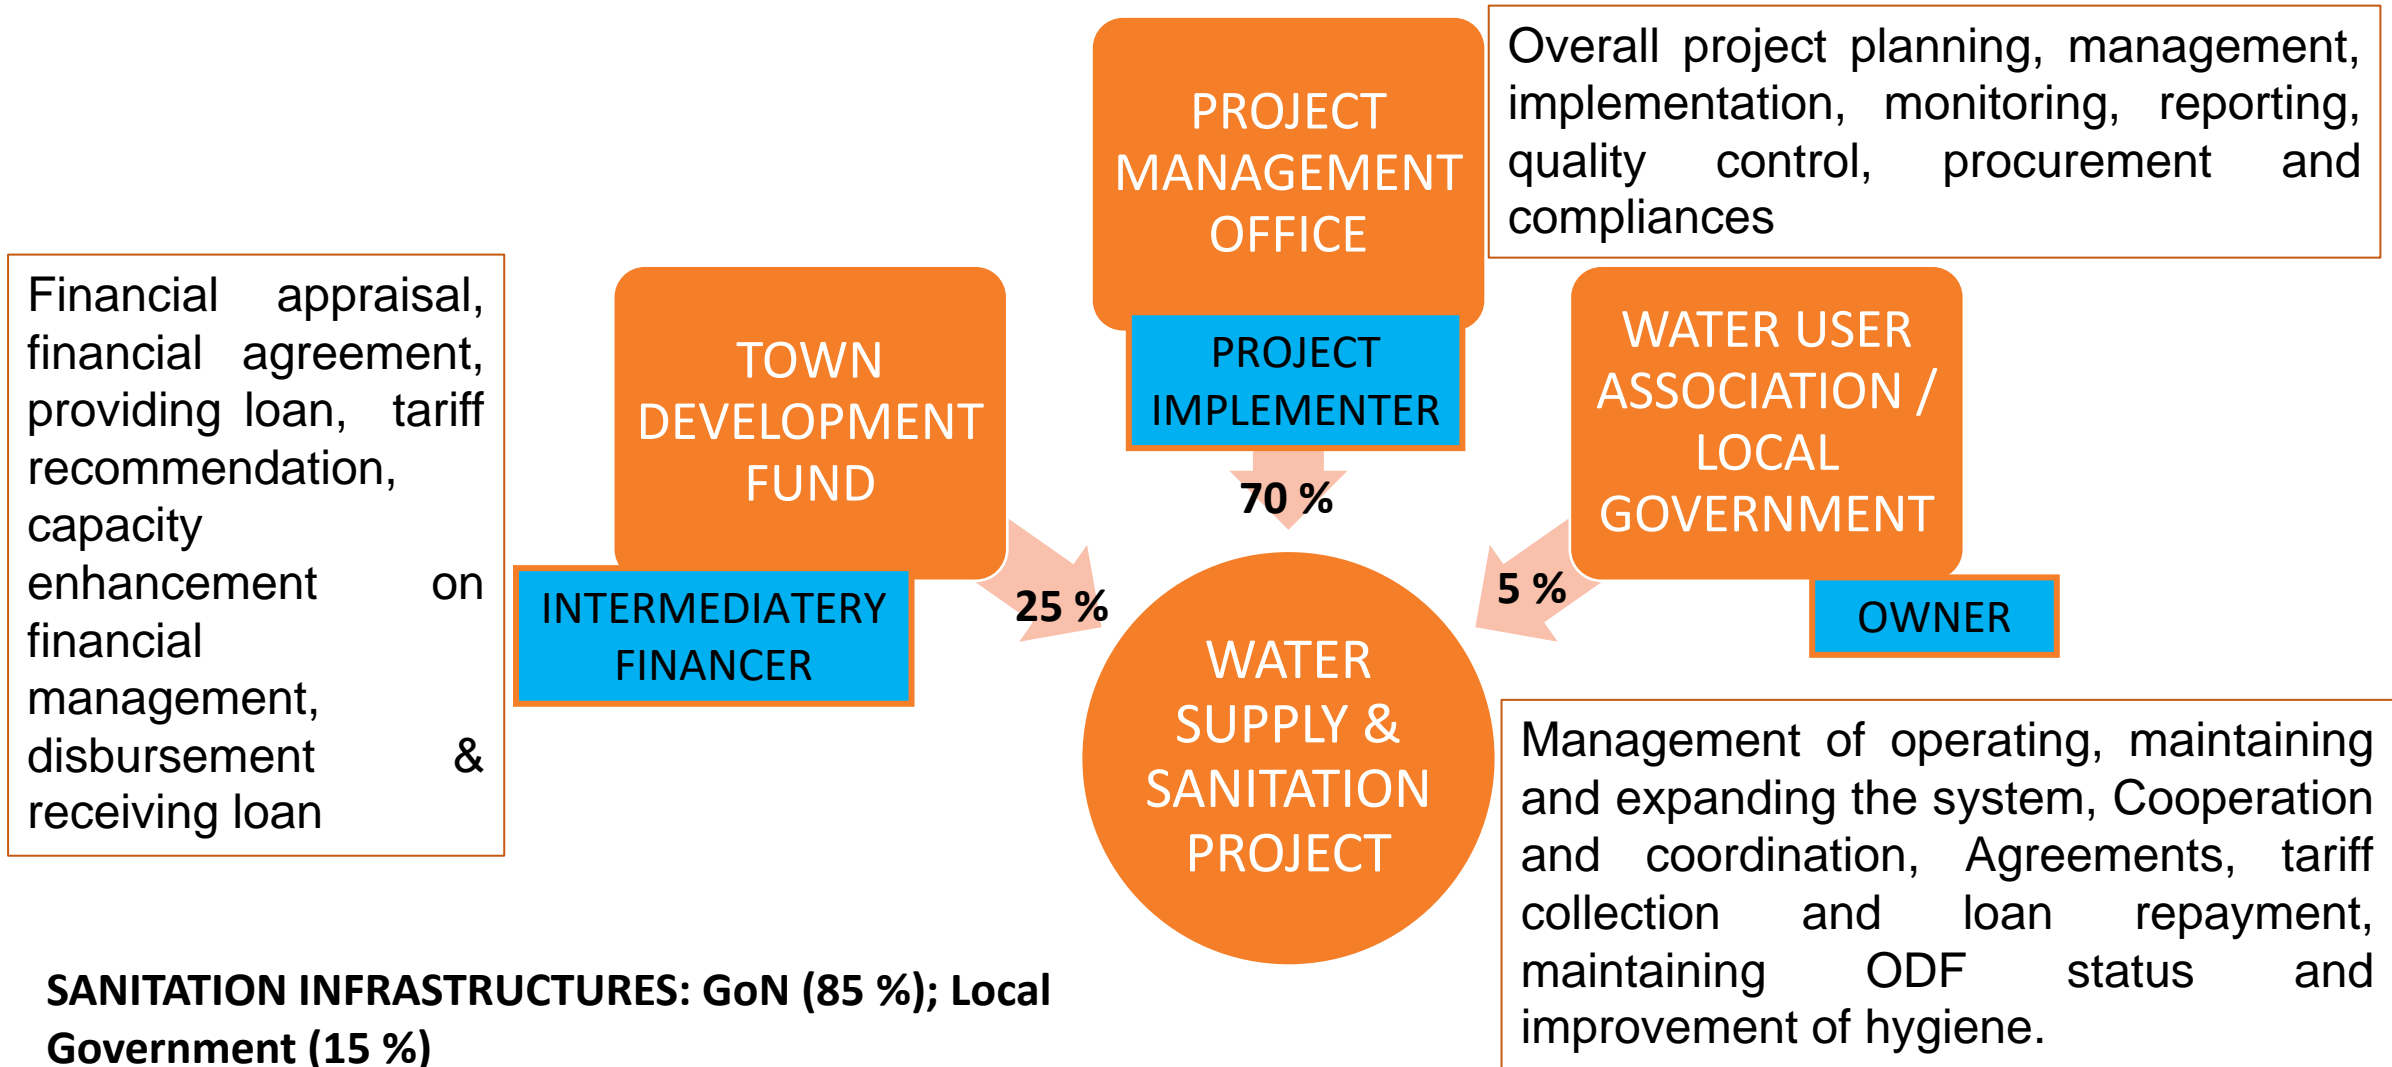 PROJECT
MANAGEMENT
OFFICE
PROJECT
IMPLEMENTER
70 %
Overall project planning, management,
implementation, monitoring, reporting,
quality control, procurement and
compliances
Financial appraisal,
financial agreement,
providing loan, tariff
recommendation,
capacity
enhancement on
financial
management,
disbursement &
receiving loan
TOWN
DEVELOPMENT
FUND
INTERMEDIATERY
FINANCER
25 %
WATER USER
ASSOCIATION /
LOCAL
GOVERNMENT
OWNER
5 %
WATER
SUPPLY &
SANITATION
PROJECT
Management of operating, maintaining
and expanding the system, Cooperation
and coordination, Agreements, tariff
collection and loan repayment,
maintaining ODF status and
improvement of hygiene.
SANITATION INFRASTRUCTURES: GoN (85 %); Local
Government (15 %)